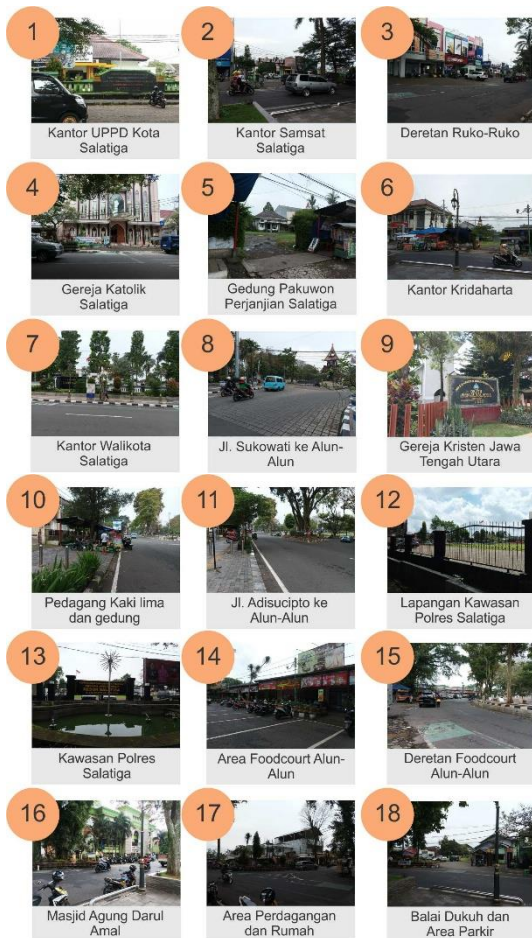 1
Kantor UPPD Kota
Salatiga
2
Kantor Samsat
Salatiga
3
Deretan Ruko-Ruko
4
Gereja Katolik
Salatiga
5
Gedung Pakuwon
Perjanjian Salatiga
6
Kantor Kridaharta
7
Kantor Walikota
Salatiga
8
Jl. Sukowati ke Alun-
Alun
9
Gereja Kristen Jawa
Tengah Utara
10
Pedagang Kaki lima
dan gedung
11
Jl. Adisucipto ke
Alun-Alun
12
Lapangan Kawasan
Polres Salatiga
13
Kawasan Polres
Salatiga
14
Area Foodcourt Alun-
Alun
15
Deretan Foodcourt
Alun-Alun
16
Masjid Agung Darul
Amal
17
Area Perdagangan
dan Rumah
18
Balai Dukuh dan
Area Parkir